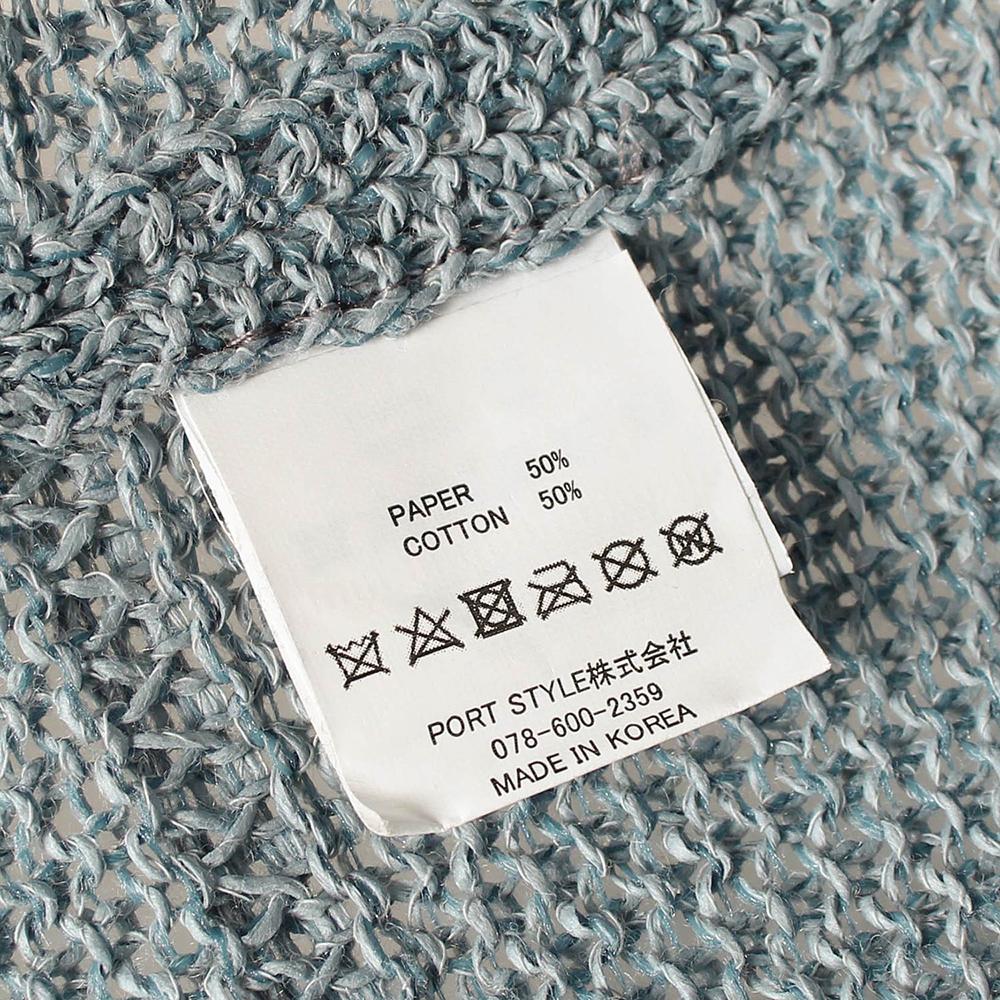 PAPER 50%
COTTON 50%
PORT STYLE株式会社
078-600-2359
MADE IN KOREA